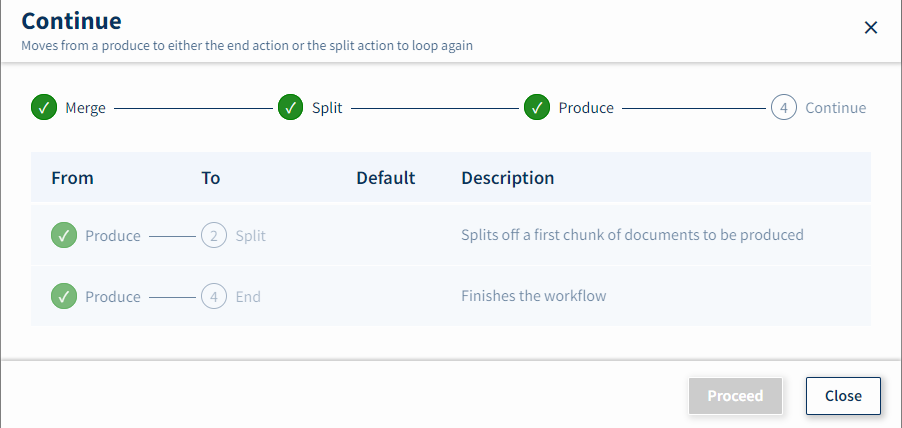 Continue
Moves from a produce to either the end action or the split action to loop again
Merge Split Produce 4 Continue
From To Default Description
Produce 2 Split Splits off a first chunk of documents to be produced
Produce 4 End Finishes the workflow
Proceed Close